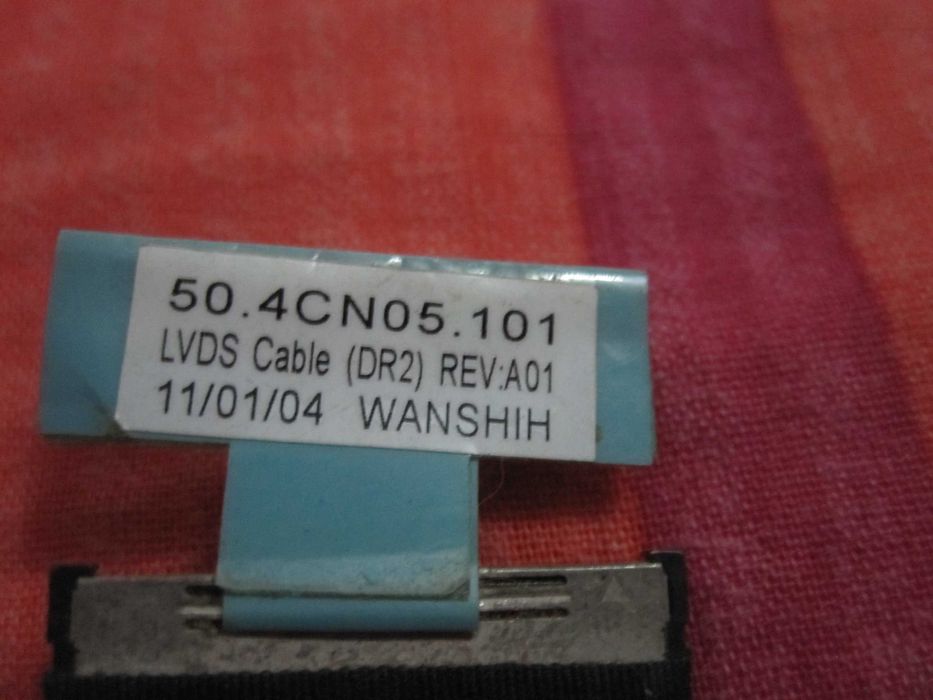 50.4CN05.101
LVDS Cable (DR2) REV:A01
11/01/04 WANSHIH